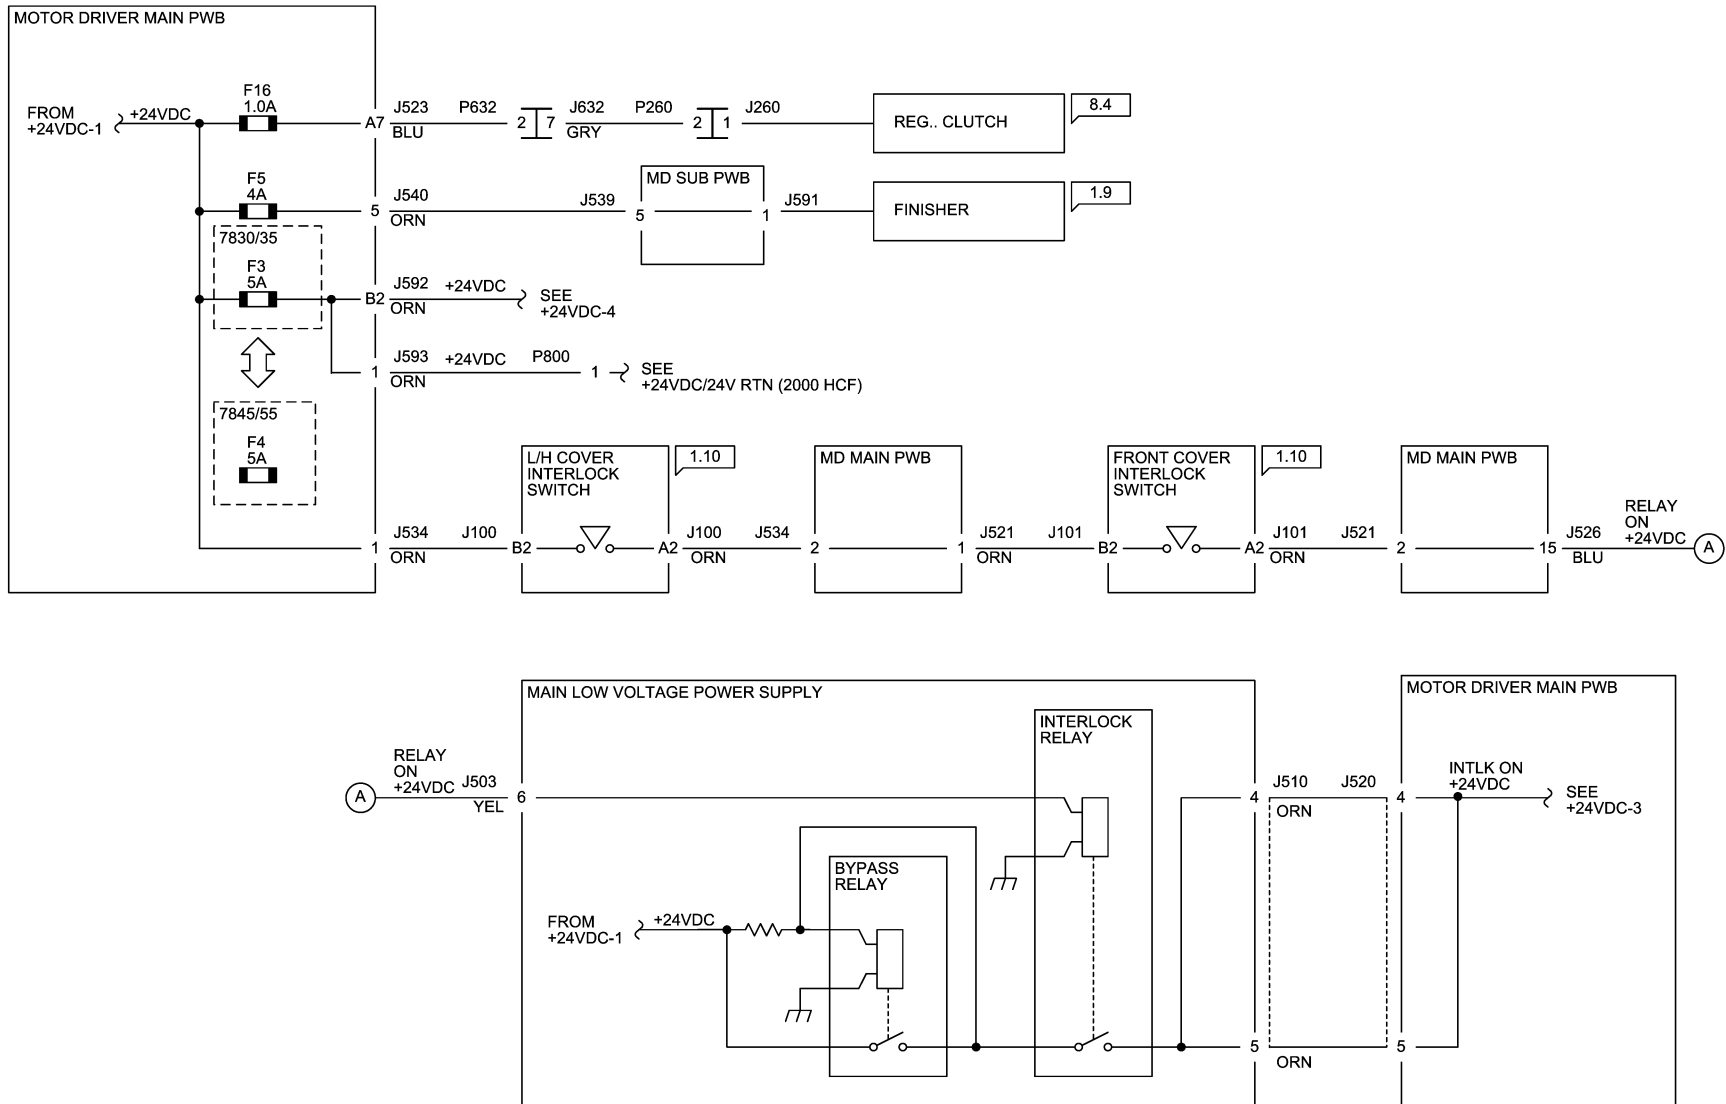 MOTOR DRIVER MAIN PWB
FROM
+24VDC-1
+24VDC
F16
1.0A
A7
J523
BLU
P632
2
7
J632
GRY
P260
2
1
J260
REG.. CLUTCH
8.4
F5
4A
5
J540
ORN
J539
MD SUB PWB
5
1
J591
FINISHER
1.9
7830/35
F3
5A
B2
J592
ORN
+24VDC
SEE
+24VDC-4
1
J593
ORN
+24VDC
P800
1
SEE
+24VDC/24V RTN (2000 HCF)
7845/55
F4
5A
1
J534
ORN
J100
L/H COVER
INTERLOCK
SWITCH
1.10
B2
A2
J100
ORN
J534
MD MAIN PWB
2
1
J521
ORN
J101
FRONT COVER
INTERLOCK
SWITCH
1.10
B2
A2
J101
ORN
J521
MD MAIN PWB
2
15
J526
BLU
RELAY
ON
+24VDC
A
MAIN LOW VOLTAGE POWER SUPPLY
MOTOR DRIVER MAIN PWB
A
RELAY
ON
+24VDC
J503
YEL
6
INTERLOCK
RELAY
4
J510
ORN
J520
4
INTLK ON
+24VDC
SEE
+24VDC-3
BYPASS
RELAY
FROM
+24VDC-1
+24VDC
5
ORN
5